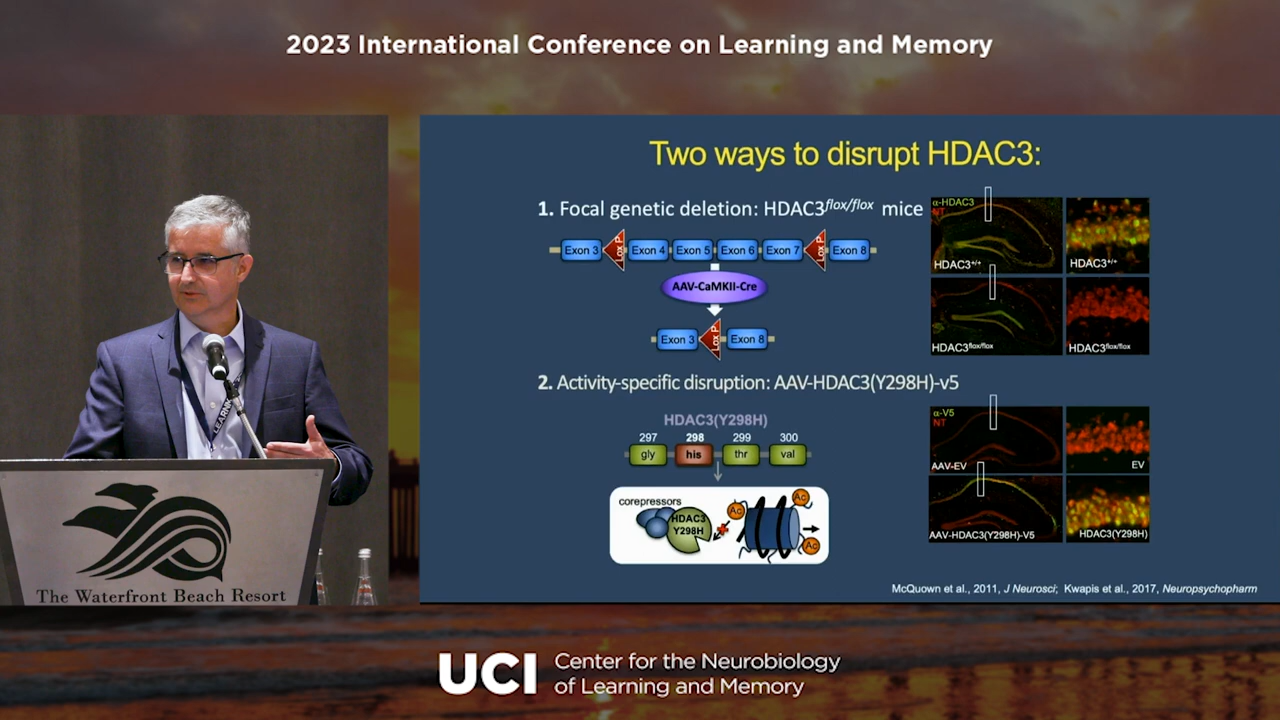 2023 International Conference on Learning and Memory
Two ways to disrupt HDAC3:
1. Focal genetic deletion: HDAC3flox/flox mice
Exon 3 Lox P Exon 4 Exon 5 Exon 6 Exon 7 Lox P Exon 8
AAV-CaMKII-Cre
Exon 3 Lox P Exon 8
α-HDAC3
NT
HDAC3+/+
HDAC3+/+
HDAC3flox/flox
HDAC3flox/flox
2. Activity-specific disruption: AAV-HDAC3(Y298H)-v5
HDAC3(Y298H)
297 298 299 300
gly his thr val
corepressors
HDAC3
Y298H
Ac
Ac
Ac
α-V5
NT
AAV-EV
EV
AAV-HDAC3(Y298H)-V5
HDAC3(Y298H)
McQuown et al., 2011, J Neurosci; Kwapis et al., 2017, Neuropsychopharm
The Waterfront Beach Resort
UCI
Center for the Neurobiology
of Learning and Memory